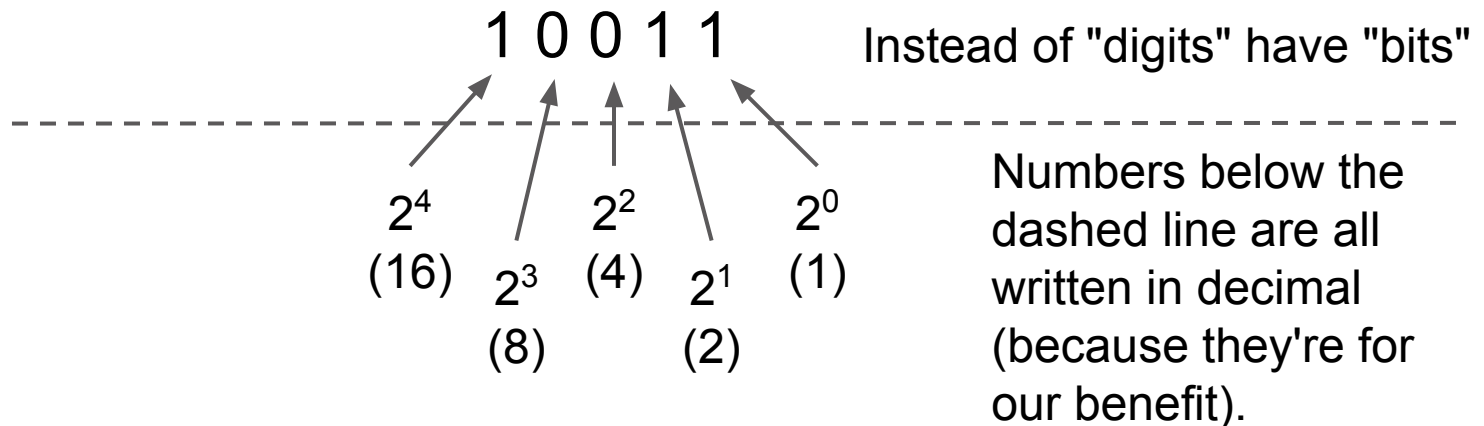 1 0 0 1 1
Instead of "digits" have "bits"
2⁴
(16)
2³
(8)
2²
(4)
2¹
(2)
2⁰
(1)
Numbers below the
dashed line are all
written in decimal
(because they're for
our benefit).